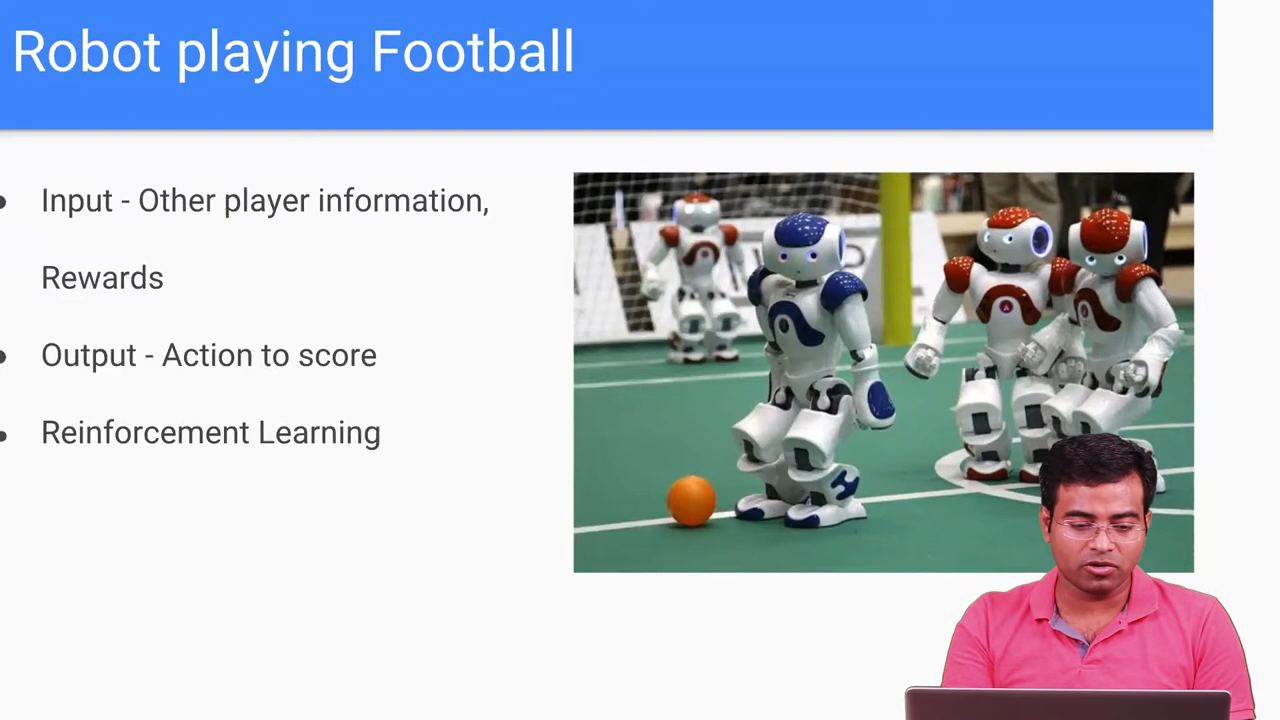 Robot playing Football
Input - Other player information,
Rewards
Output - Action to score
Reinforcement Learning